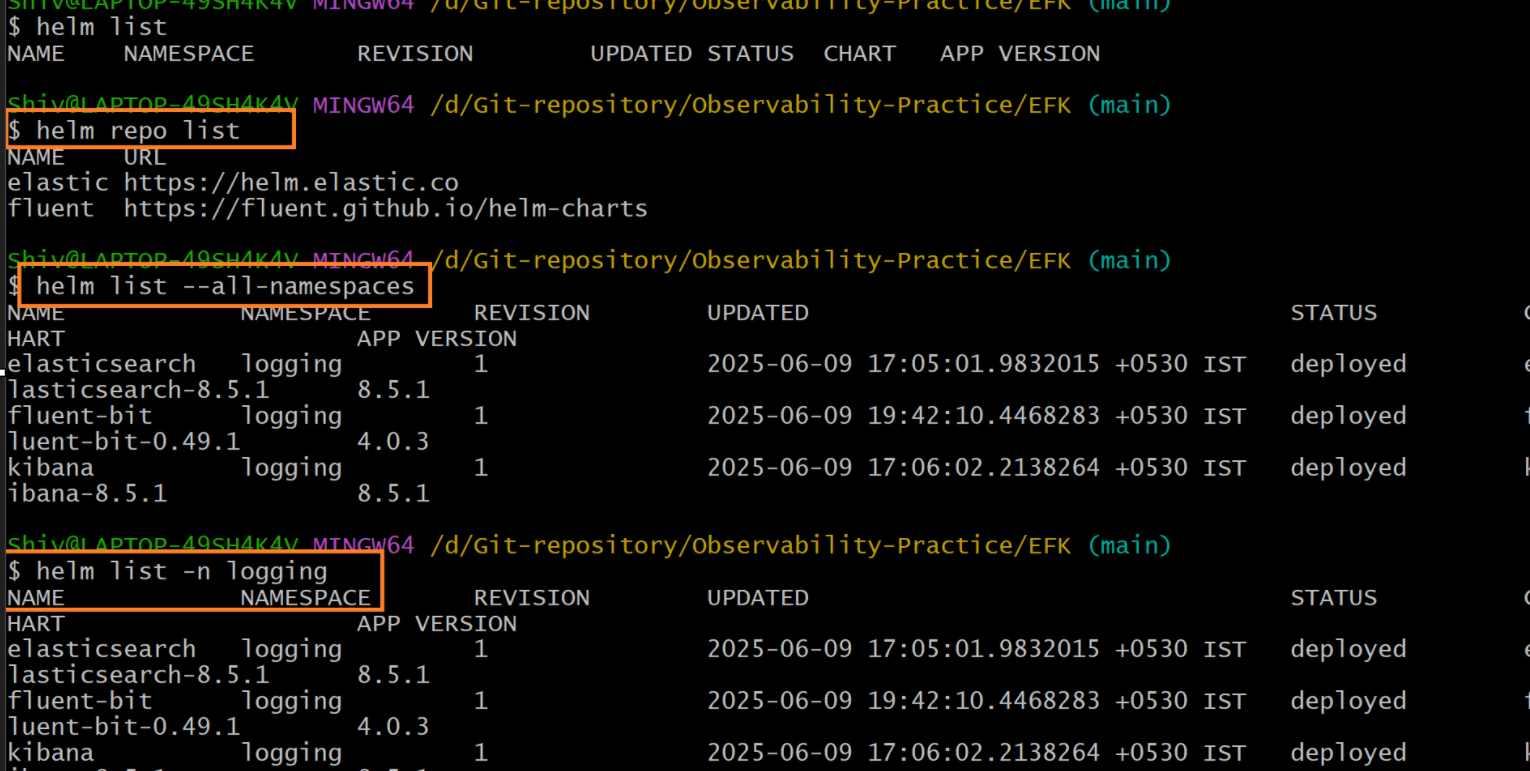 Shiv@LAPTOP-49SH4K4V MINGW64 /d/Git-repository/Observability-Practice/EFK (main)
$ helm list
NAME NAMESPACE REVISION UPDATED STATUS CHART APP VERSION
Shiv@LAPTOP-49SH4K4V MINGW64 /d/Git-repository/Observability-Practice/EFK (main)
$ helm repo list
NAME URL
elastic https://helm.elastic.co
fluent https://fluent.github.io/helm-charts
Shiv@LAPTOP-49SH4K4V MINGW64 /d/Git-repository/Observability-Practice/EFK (main)
$ helm list --all-namespaces
NAME NAMESPACE REVISION UPDATED STATUS C
HART APP VERSION
elasticsearch logging 1 2025-06-09 17:05:01.9832015 +0530 IST deployed e
lasticsearch-8.5.1 8.5.1
fluent-bit logging 1 2025-06-09 19:42:10.4468283 +0530 IST deployed f
luent-bit-0.49.1 4.0.3
kibana logging 1 2025-06-09 17:06:02.2138264 +0530 IST deployed k
ibana-8.5.1 8.5.1
Shiv@LAPTOP-49SH4K4V MINGW64 /d/Git-repository/Observability-Practice/EFK (main)
$ helm list -n logging
NAME NAMESPACE REVISION UPDATED STATUS C
HART APP VERSION
elasticsearch logging 1 2025-06-09 17:05:01.9832015 +0530 IST deployed e
lasticsearch-8.5.1 8.5.1
fluent-bit logging 1 2025-06-09 19:42:10.4468283 +0530 IST deployed f
luent-bit-0.49.1 4.0.3
kibana logging 1 2025-06-09 17:06:02.2138264 +0530 IST deployed k
ibana-8.5.1 8.5.1